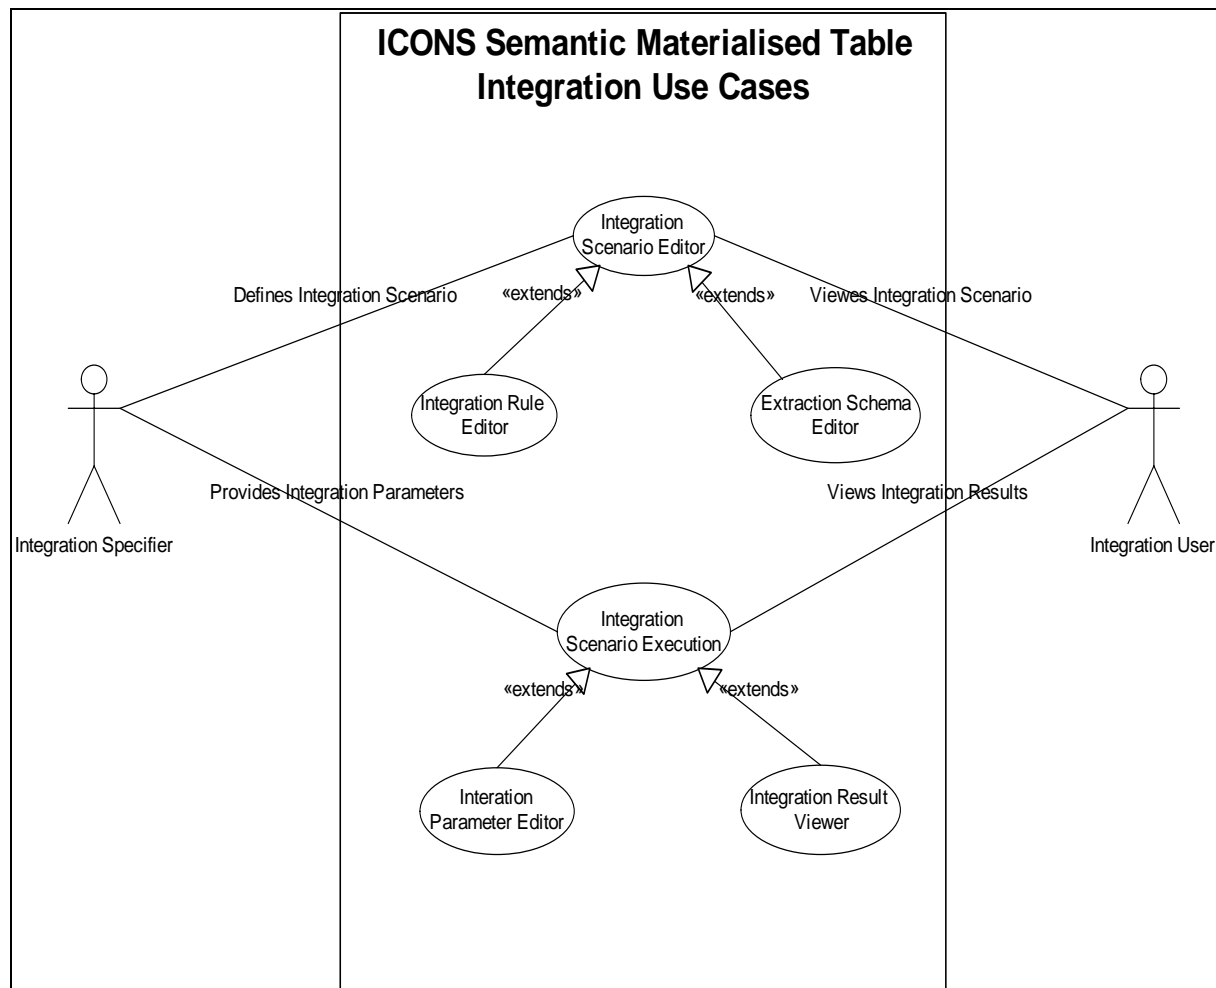 ICONS Semantic Materialised Table
Integration Use Cases
Integration
Scenario Editor
Defines Integration Scenario
«extends»
«extends»
Viewes Integration Scenario
Integration Rule
Editor
Extraction Schema
Editor
Provides Integration Parameters
Views Integration Results
Integration Specifier
Integration User
Integration
Scenario Execution
«extends»
«extends»
Interation
Parameter Editor
Integration Result
Viewer